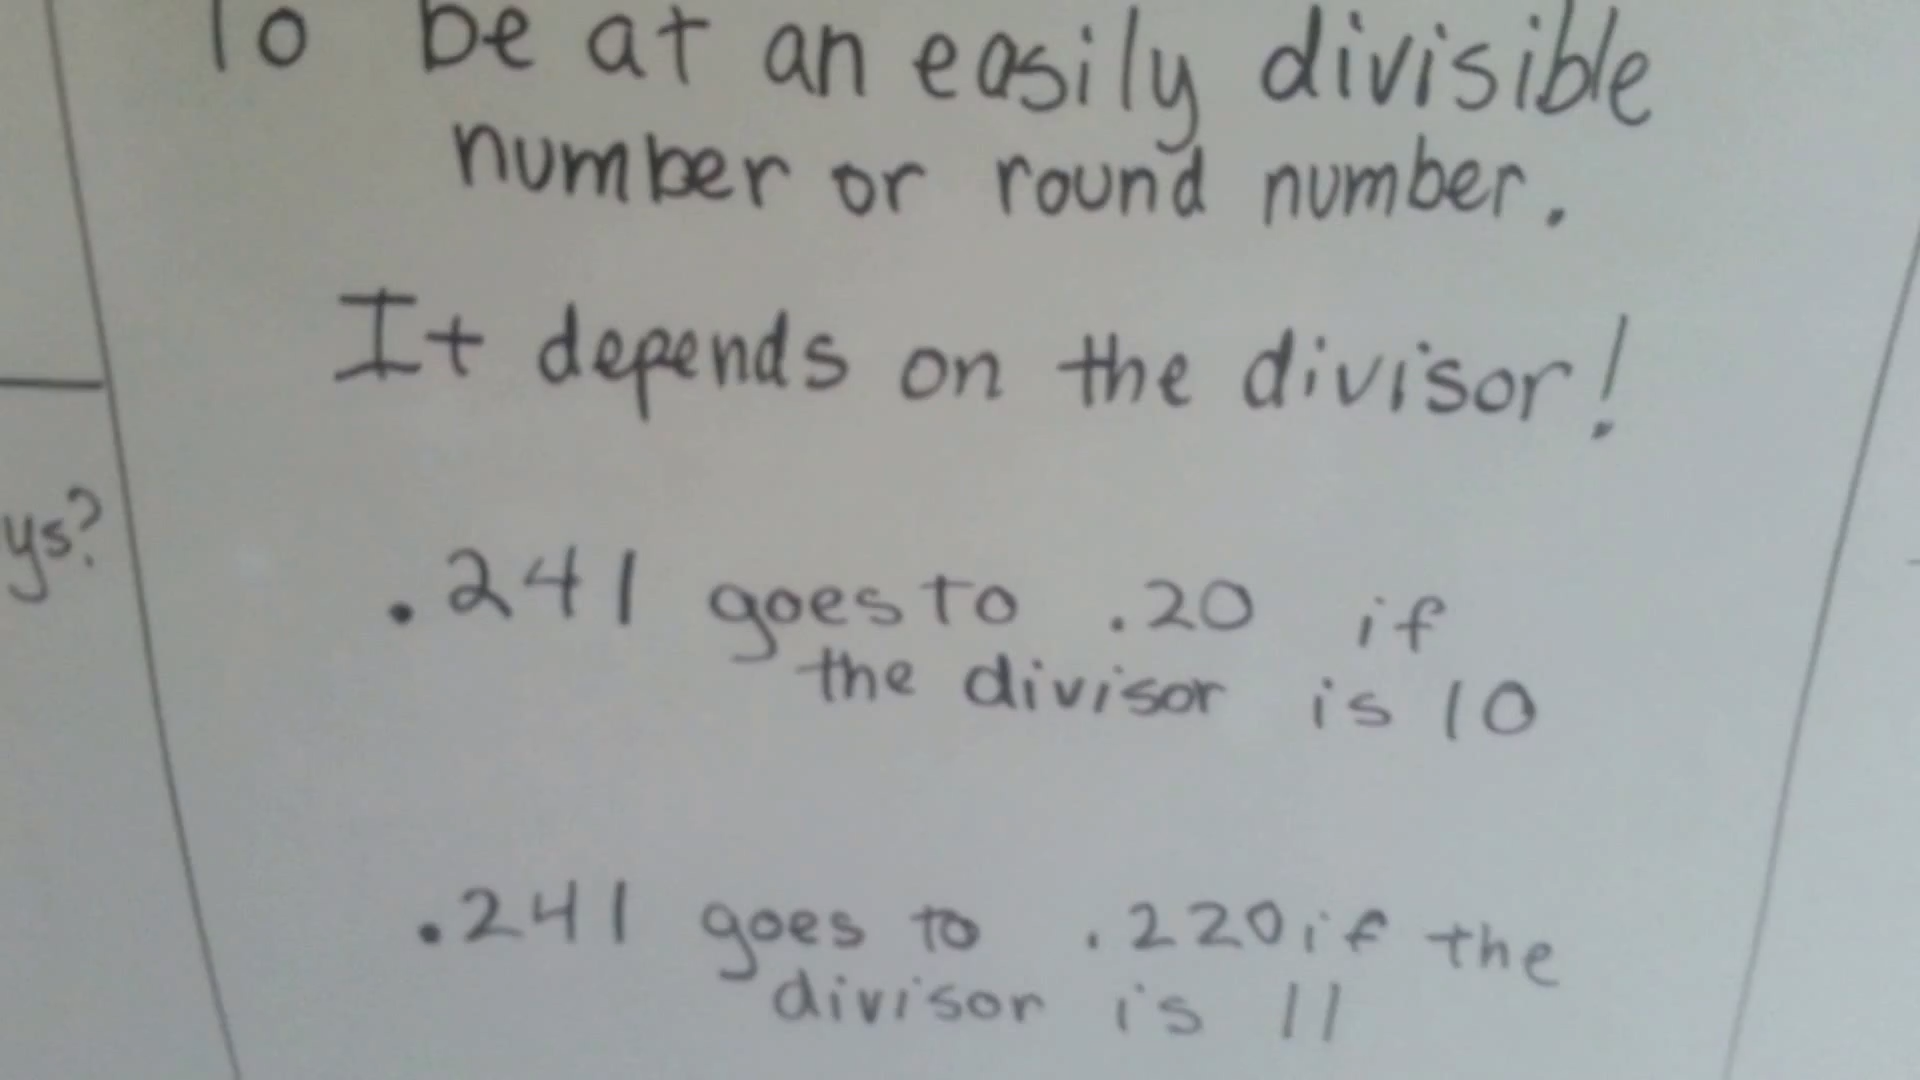 To be at an easily divisible
number or round number.
It depends on the divisor!
ys?
.241 goes to .20 if
the divisor is 10
.241 goes to .220 if the
divisor is 11